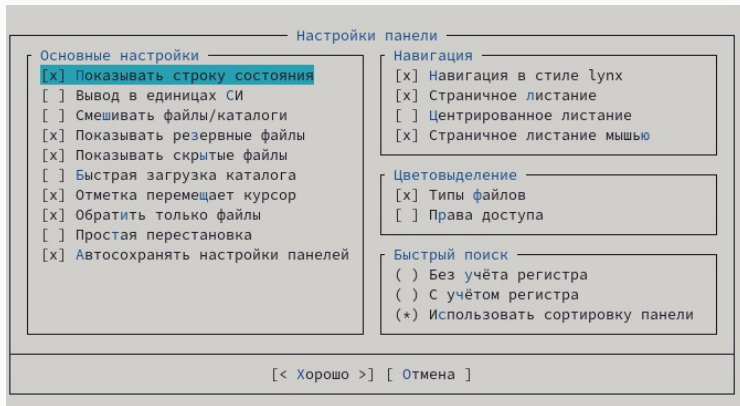 Настройки панели
Основные настройки
[x] Показывать строку состояния
[ ] Вывод в единицах СИ
[ ] Смешивать файлы/каталоги
[x] Показывать резервные файлы
[x] Показывать скрытые файлы
[ ] Быстрая загрузка каталога
[x] Отметка перемещает курсор
[x] Обратить только файлы
[ ] Простая перестановка
[x] Автосохранять настройки панелей
Навигация
[x] Навигация в стиле lynx
[x] Страничное листание
[ ] Центрированное листание
[x] Страничное листание мышью
Цветовыделение
[x] Типы файлов
[ ] Права доступа
Быстрый поиск
( ) Без учёта регистра
( ) С учётом регистра
(*) Использовать сортировку панели
[< Хорошо >] [ Отмена ]